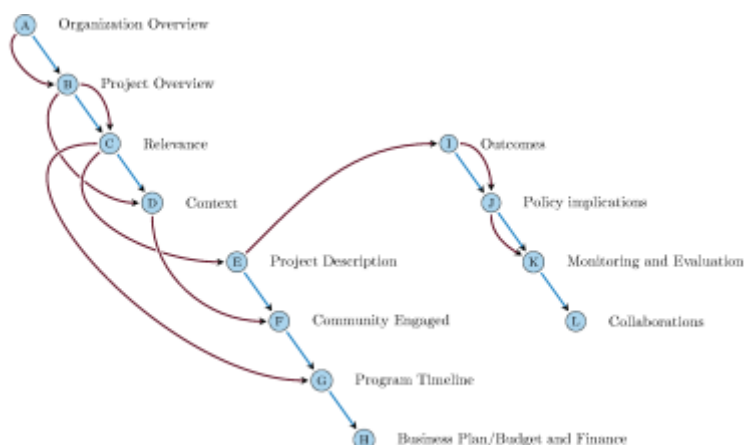 A Organization Overview
B Project Overview
C Relevance
D Context
E Project Description
F Community Engaged
G Program Timeline
H Business Plan/Budget and Finance
I Outcomes
J Policy implications
K Monitoring and Evaluation
L Collaborations